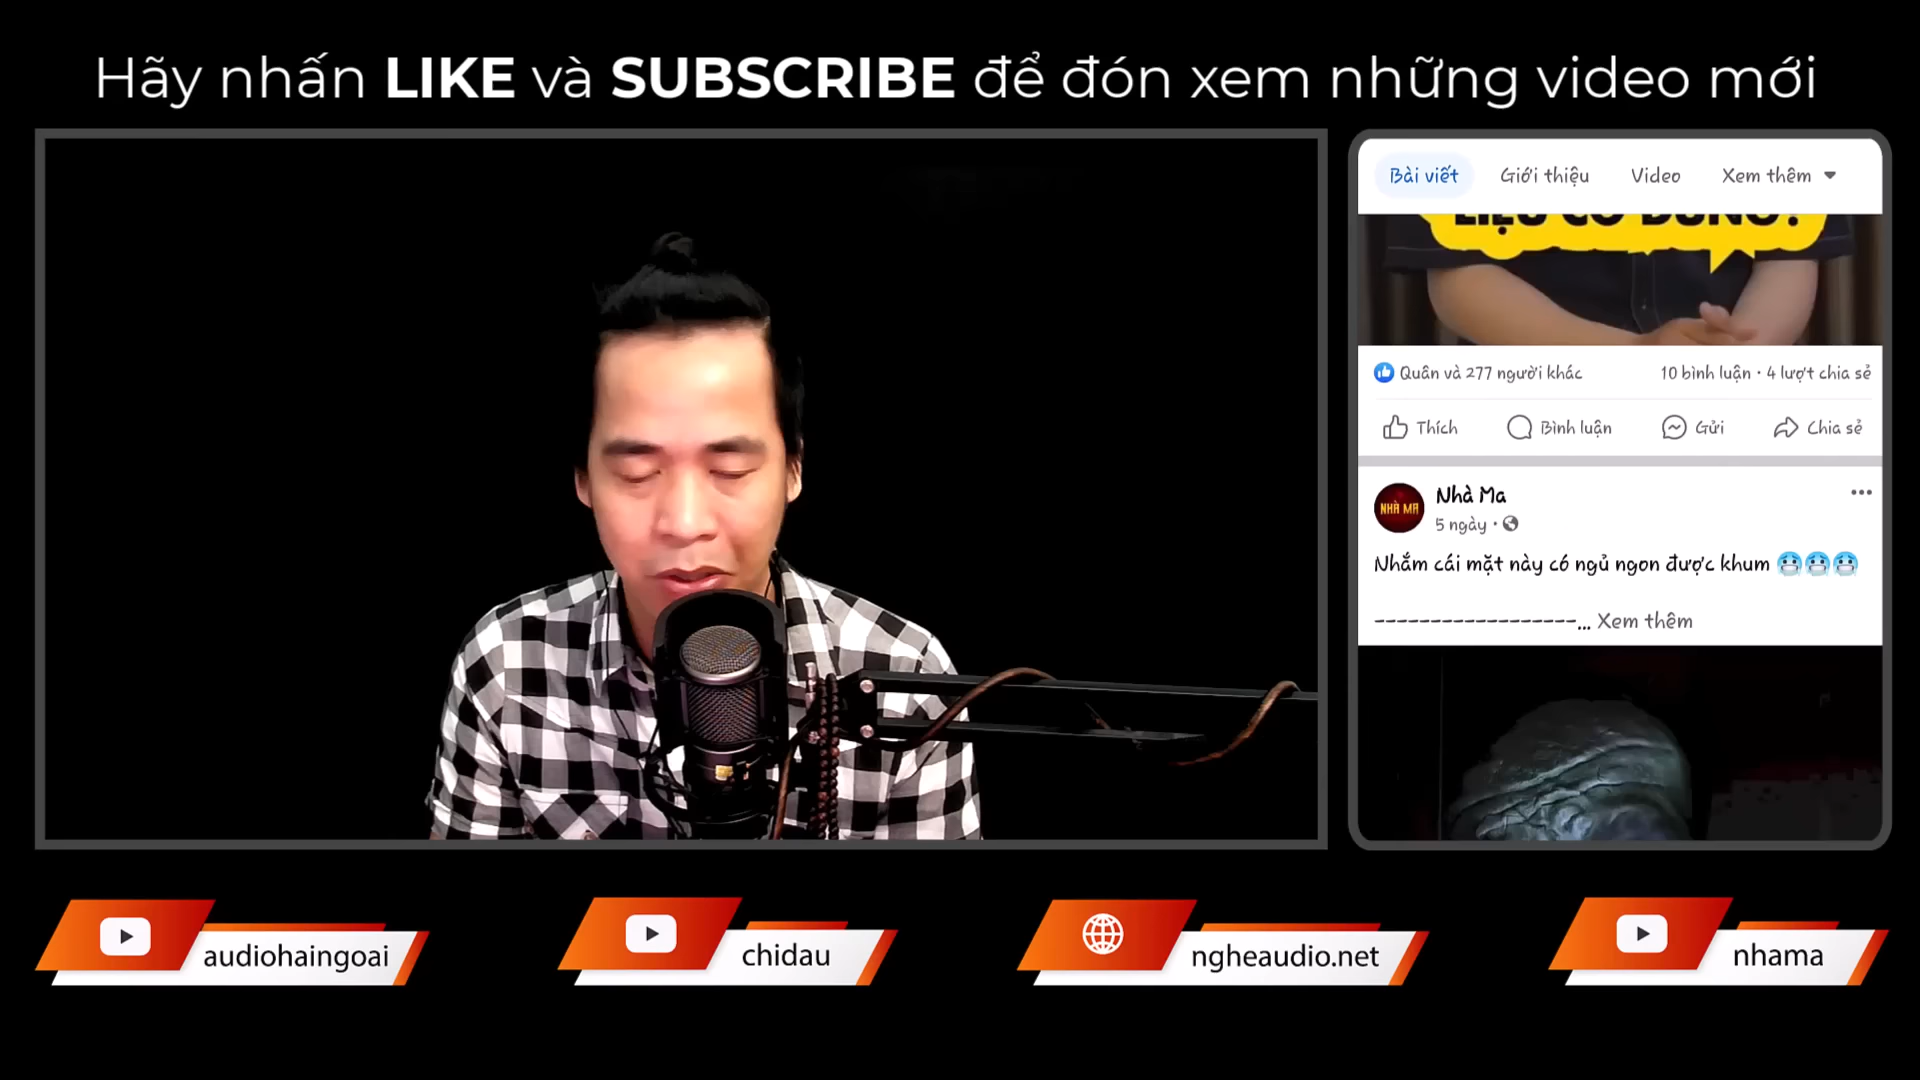 Hãy nhấn LIKE và SUBSCRIBE để đón xem những video mới
Bài viết Giới thiệu Video Xem thêm
LIỆU CÓ ĐÚNG?
Quân và 277 người khác 10 bình luận · 4 lượt chia sẻ
Thích Bình luận Gửi Chia sẻ
NHÀ MA Nhà Ma
5 ngày ·
Nhắm cái mặt này có ngủ ngon được khum 🥶🥶🥶
------------------... Xem thêm
audiohaingoai
chidau
ngheaudio.net
nhama